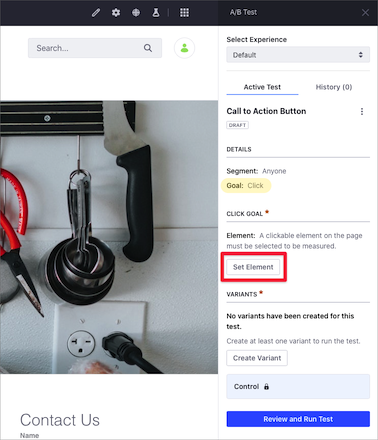 A/B Test
Search...
Select Experience
Default
Active Test
History (0)
Call to Action Button
DRAFT
DETAILS
Segment: Anyone
Goal: Click
CLICK GOAL *
Element: A clickable element on the page
must be selected to be measured.
Set Element
VARIANTS *
No variants have been created for this
test.
Create at least one variant to run the test.
Create Variant
Control
Review and Run Test
Contact Us
Name